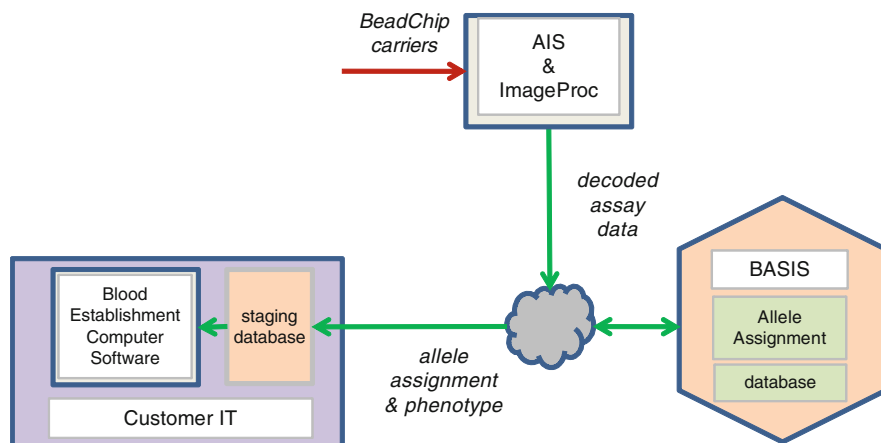 BeadChip
carriers
AIS
&
ImageProc
decoded
assay
data
BASIS
Allele
Assignment
database
Blood
Establishment
Computer
Software
staging
database
allele
assignment
& phenotype
Customer IT